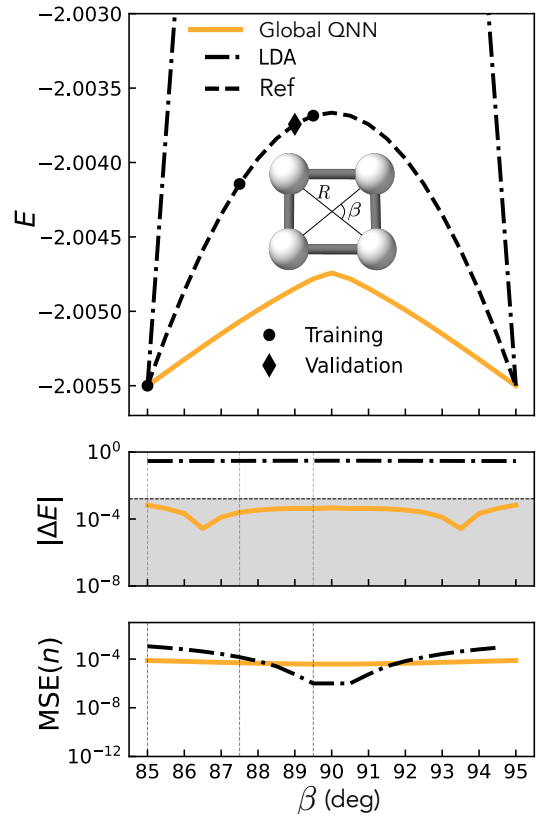 −2.0030
−2.0035
−2.0040
−2.0045
−2.0050
−2.0055
E
Global QNN
LDA
Ref
R
β
Training
Validation
10⁰
10⁻⁴
10⁻⁸
|ΔE|
10⁻⁴
10⁻⁸
10⁻¹²
MSE(n)
85 86 87 88 89 90 91 92 93 94 95
β (deg)